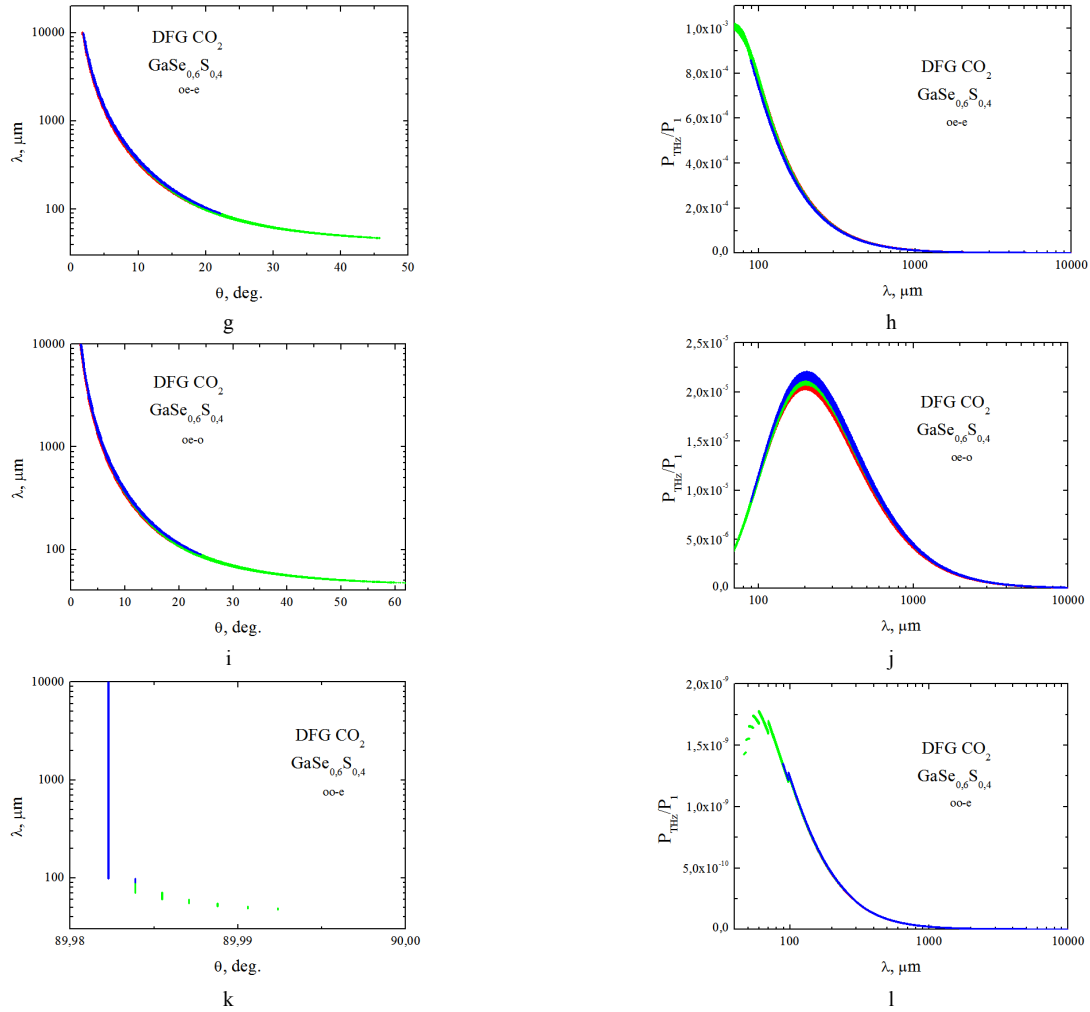 10000
1000
100
λ, μm
DFG CO₂
GaSe₀,₆S₀,₄
oe-e
0 10 20 30 40 50
θ, deg.
g
1,0x10⁻³
8,0x10⁻⁴
6,0x10⁻⁴
4,0x10⁻⁴
2,0x10⁻⁴
0,0
P_THz/P₁
DFG CO₂
GaSe₀,₆S₀,₄
oe-e
100 1000 10000
λ, μm
h
10000
1000
100
λ, μm
DFG CO₂
GaSe₀,₆S₀,₄
oe-o
0 10 20 30 40 50 60
θ, deg.
i
2,5x10⁻⁵
2,0x10⁻⁵
1,5x10⁻⁵
1,0x10⁻⁵
5,0x10⁻⁶
0,0
P_THz/P₁
DFG CO₂
GaSe₀,₆S₀,₄
oe-o
100 1000 10000
λ, μm
j
10000
1000
100
λ, μm
DFG CO₂
GaSe₀,₆S₀,₄
oo-e
89,98 89,99 90,00
θ, deg.
k
2,0x10⁻⁹
1,5x10⁻⁹
1,0x10⁻⁹
5,0x10⁻¹⁰
0,0
P_THz/P₁
DFG CO₂
GaSe₀,₆S₀,₄
oo-e
100 1000 10000
λ, μm
l